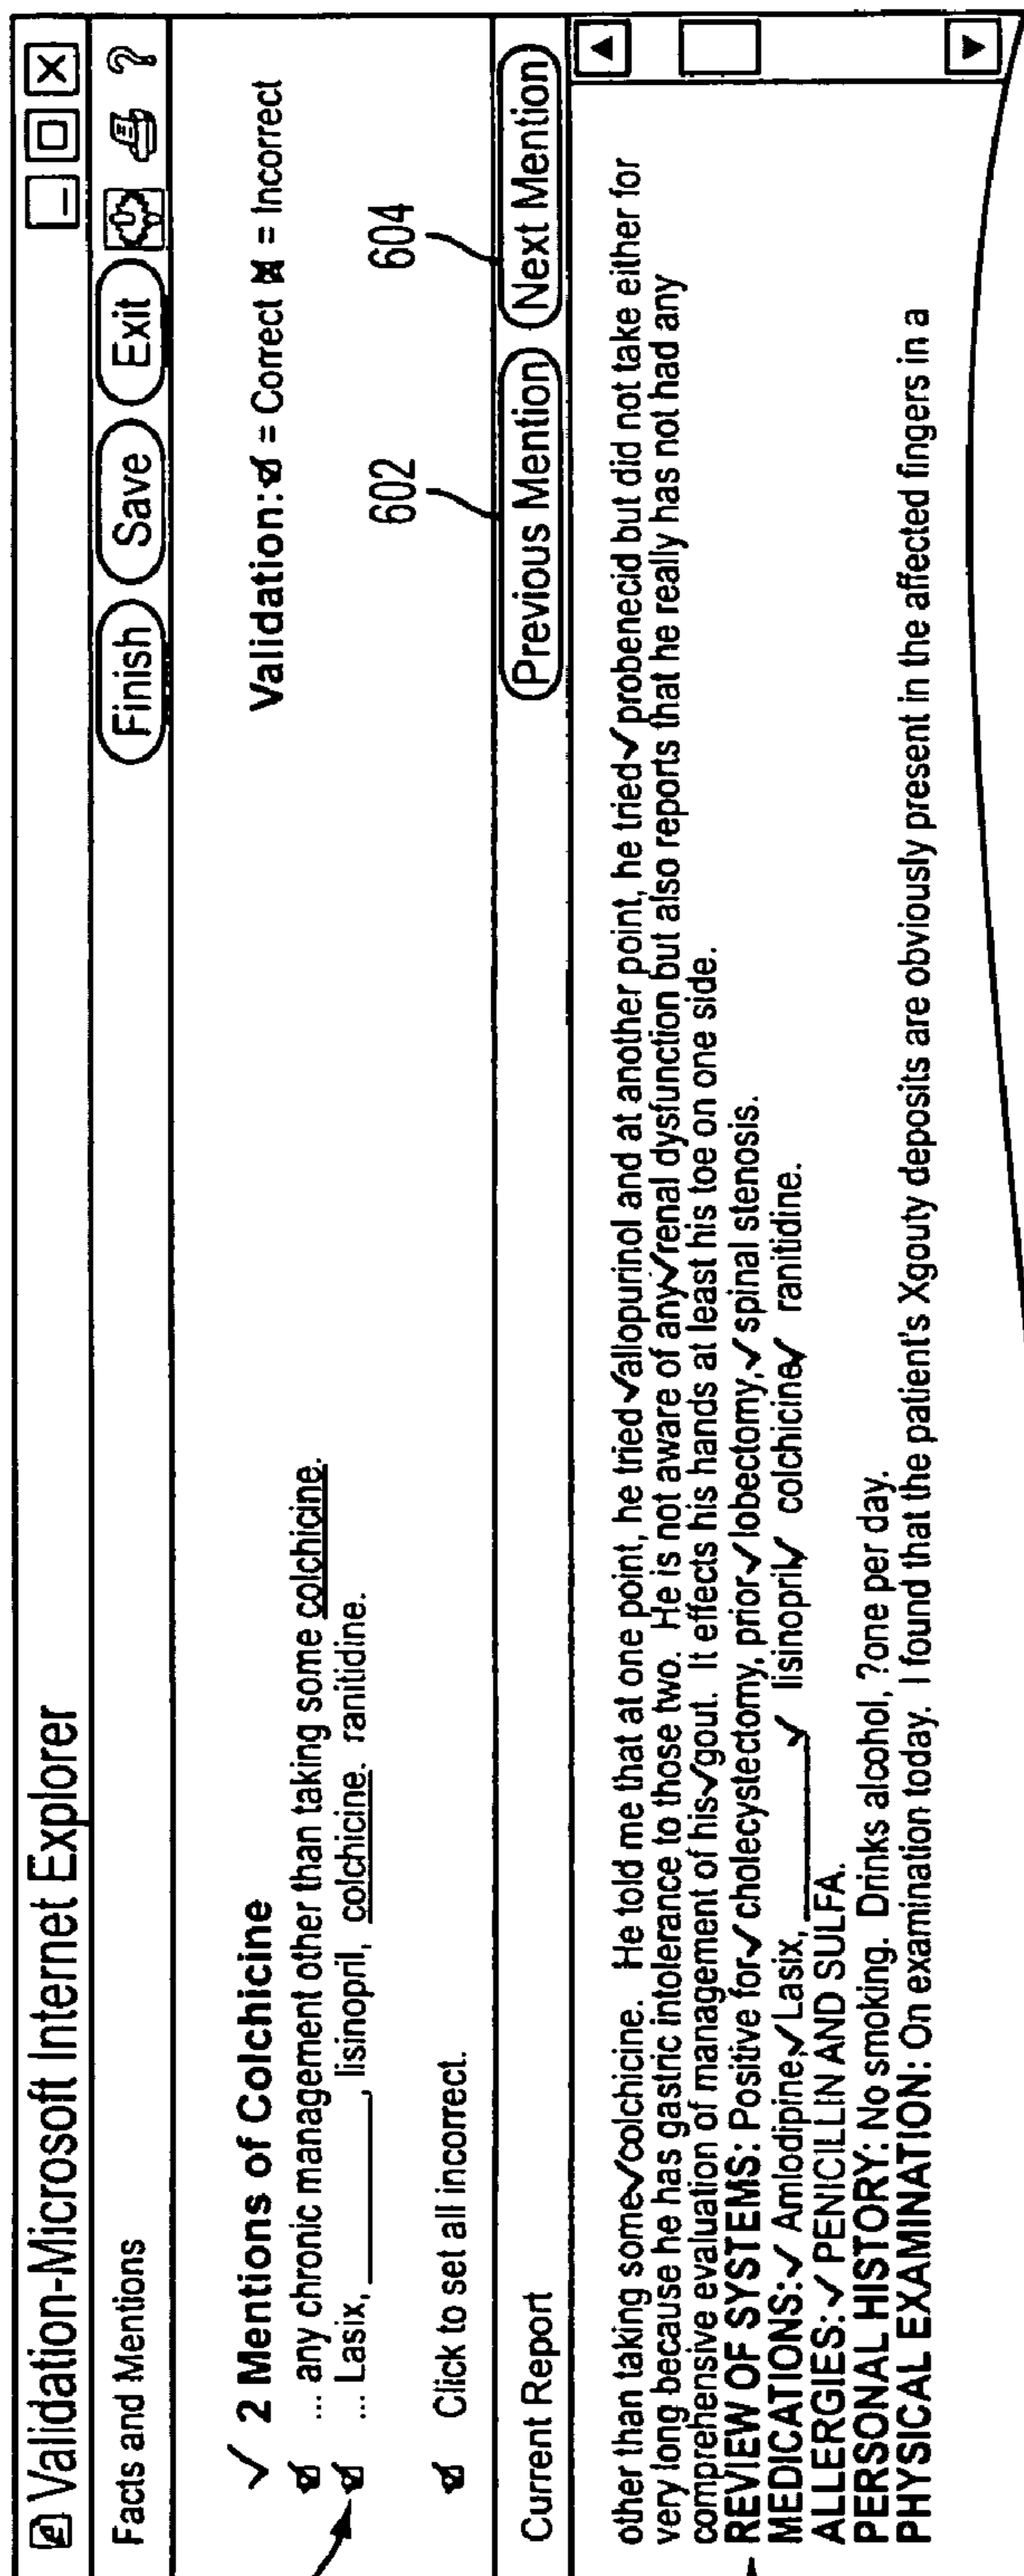 Validation-Microsoft Internet Explorer
Facts and Mentions
Finish Save Exit ?
✓ 2 Mentions of Colchicine
Validation: ☑ = Correct ☒ = Incorrect
☑ ... any chronic management other than taking some colchicine.
☑ ... Lasix, ________, lisinopril, colchicine. ranitidine.
☑ Click to set all incorrect.
602
604
Current Report
Previous Mention Next Mention
other than taking some✓colchicine. He told me that at one point, he tried ✓allopurinol and at another point, he tried✓ probenecid but did not take either for
very long because he has gastric intolerance to those two. He is not aware of any✓renal dysfunction but also reports that he really has not had any
comprehensive evaluation of management of his✓gout. It effects his hands at least his toe on one side.
REVIEW OF SYSTEMS: Positive for✓ cholecystectomy, prior✓lobectomy,✓ spinal stenosis.
MEDICATIONS:✓ Amlodipine,✓ Lasix, ________✓ lisinopril✓ colchicine✓ ranitidine.
ALLERGIES:✓ PENICILLIN AND SULFA.
PERSONAL HISTORY: No smoking. Drinks alcohol, ?one per day.
PHYSICAL EXAMINATION: On examination today. I found that the patient's Xgouty deposits are obviously present in the affected fingers in a